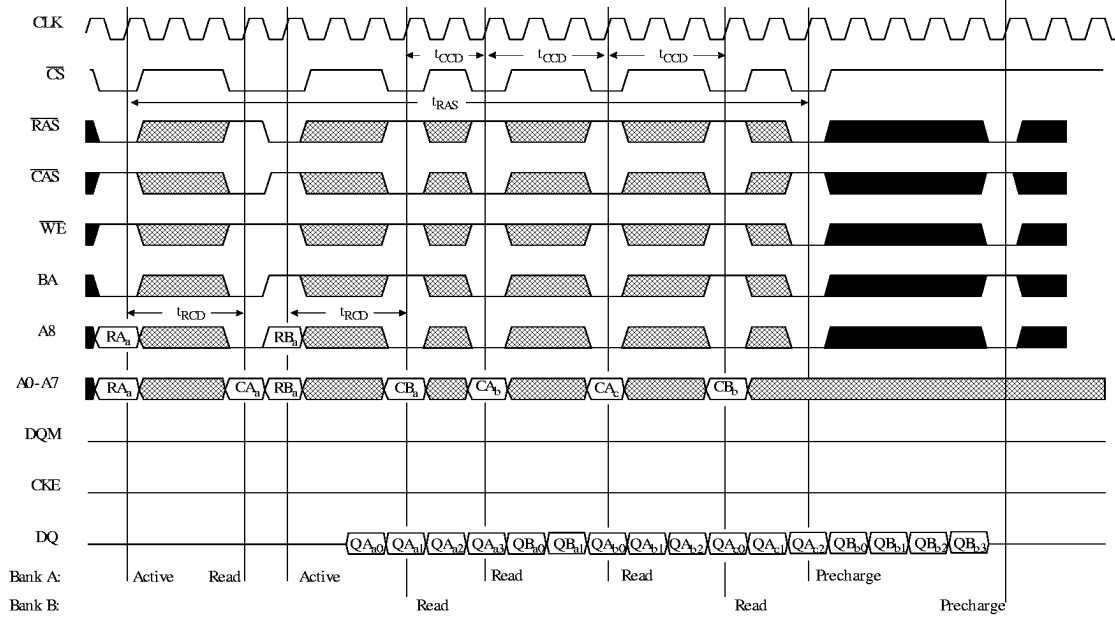 CLK
tCCD tCCD tCCD
CS
tRAS
RAS
CAS
WE
BA
tRCD tRCD
A8 RAa RBa
A0-A7 RAa CAa RBa CBa CAb CAc CBb
DQM
CKE
DQ QAa0 QAa1 QAa2 QAa3 QBa0 QBa1 QAb0 QAb1 QAb2 QAc0 QAc1 QAc2 QBb0 QBb1 QBb2 QBb3
Bank A: Active Read Active Read Read Precharge
Bank B: Read Read Precharge